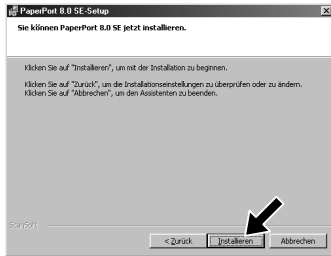 PaperPort 8.0 SE-Setup
Sie können PaperPort 8.0 SE jetzt installieren.
Klicken Sie auf "Installieren", um mit der Installation zu beginnen.
Klicken Sie auf "Zurück", um die Installationseinstellungen zu überprüfen oder zu ändern.
Klicken Sie auf "Abbrechen", um den Assistenten zu beenden.
ScanSoft
< Zurück
Installieren
Abbrechen